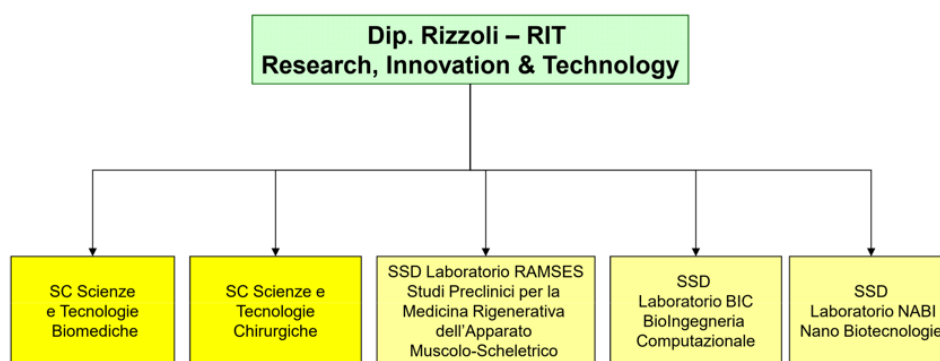 Dip. Rizzoli – RIT
Research, Innovation & Technology
SC Scienze
e Tecnologie
Biomediche
SC Scienze e
Tecnologie
Chirurgiche
SSD Laboratorio RAMSES
Studi Preclinici per la
Medicina Rigenerativa
dell’Apparato
Muscolo-Scheletrico
SSD
Laboratorio BIC
BioIngegneria
Computazionale
SSD
Laboratorio NABI
Nano Biotecnologie